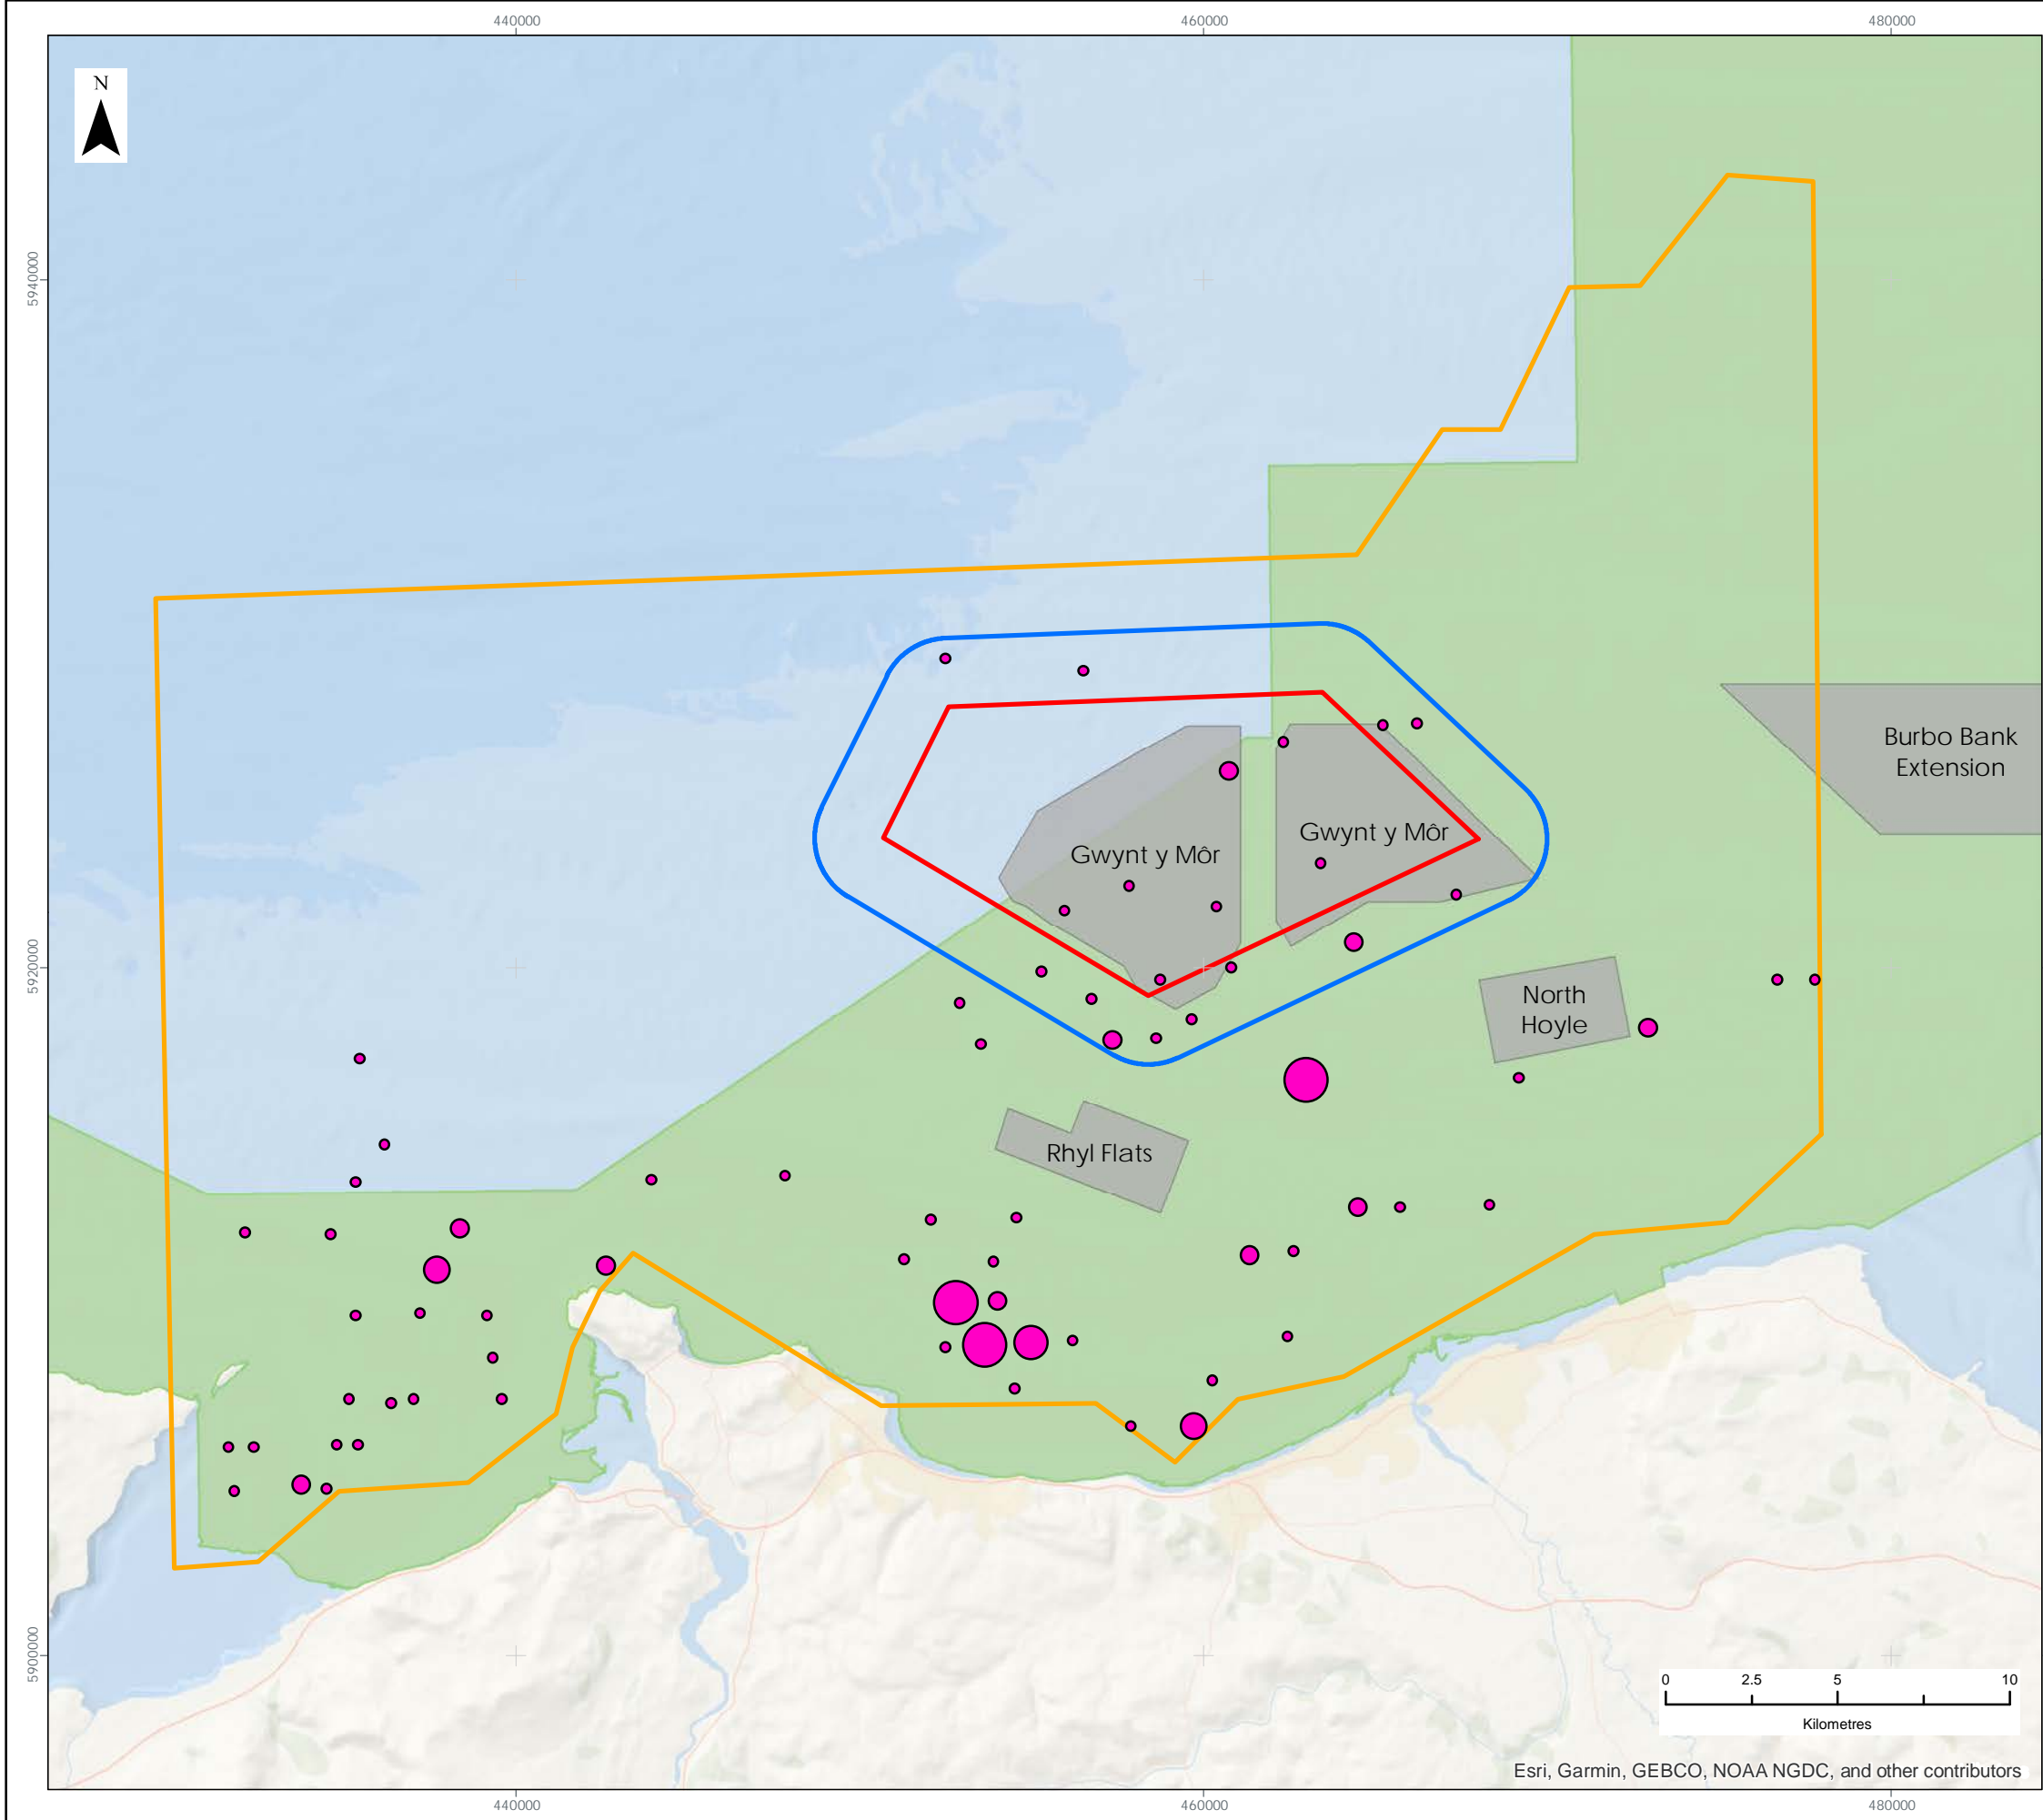 440000
460000
480000
N
5940000
Burbo Bank
Extension
Gwynt y Môr
Gwynt y Môr
5920000
North
Hoyle
Rhyl Flats
5900000
0
2.5
5
10
Kilometres
Esri, Garmin, GEBCO, NOAA NGDC, and other contributors
440000
460000
480000